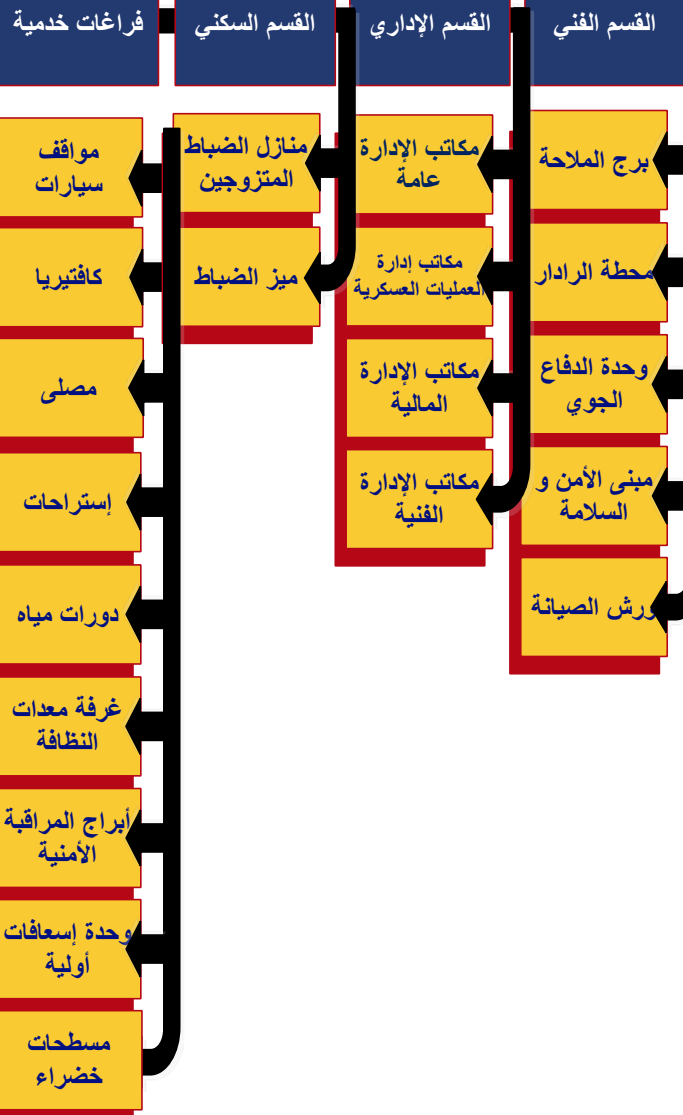 القسم الفني
القسم الإداري
القسم السكني
فراغات خدمية
برج الملاحة
محطة الرادار
وحدة الدفاع
الجوي
مبنى الأمن و
السلامة
ورش الصيانة
مكاتب الإدارة
عامة
مكاتب إدارة
العمليات العسكرية
مكاتب الإدارة
المالية
مكاتب الإدارة
الفنية
منازل الضباط
المتزوجين
ميز الضباط
مواقف
سيارات
كافتيريا
مصلى
إستراحات
دورات مياه
غرفة معدات
النظافة
أبراج المراقبة
الأمنية
وحدة إسعافات
أولية
مسطحات
خضراء